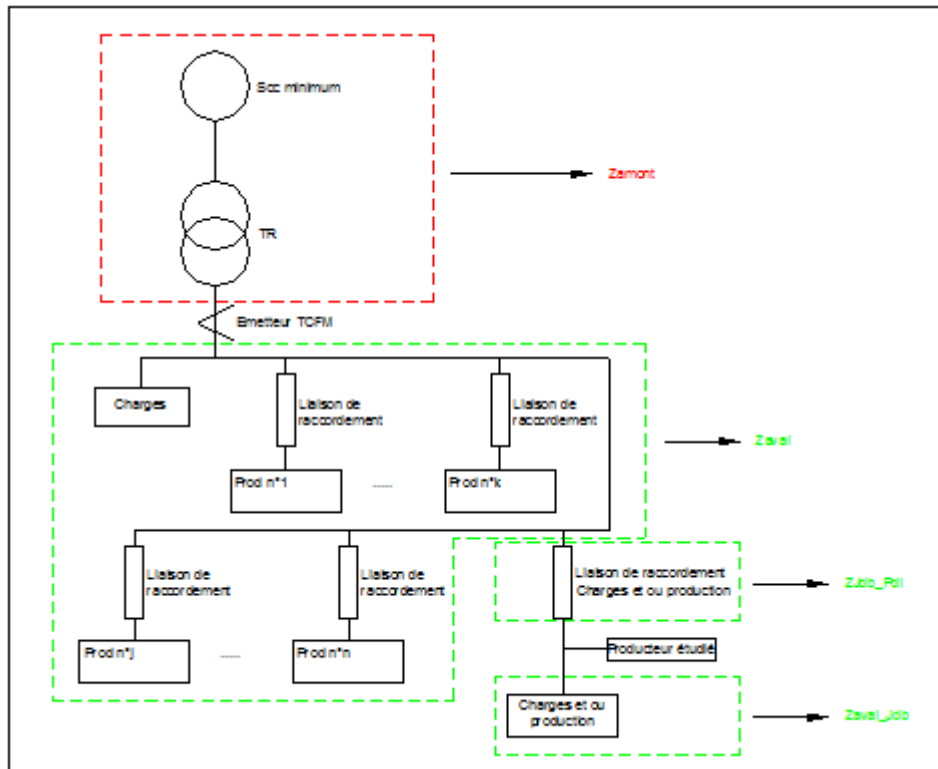 Scc minimum
Zamont
TR
Emetteur TCFM
Charges
Liaison de
raccordement
Liaison de
raccordement
Zaval
Prod n°1
......
Prod n°k
Liaison de
raccordement
Liaison de
raccordement
Liaison de raccordement
Charges et ou production
ZJdb_Pdl
Prod n°j
......
Prod n°n
Producteur étudié
Charges et ou
production
Zaval_Jdb